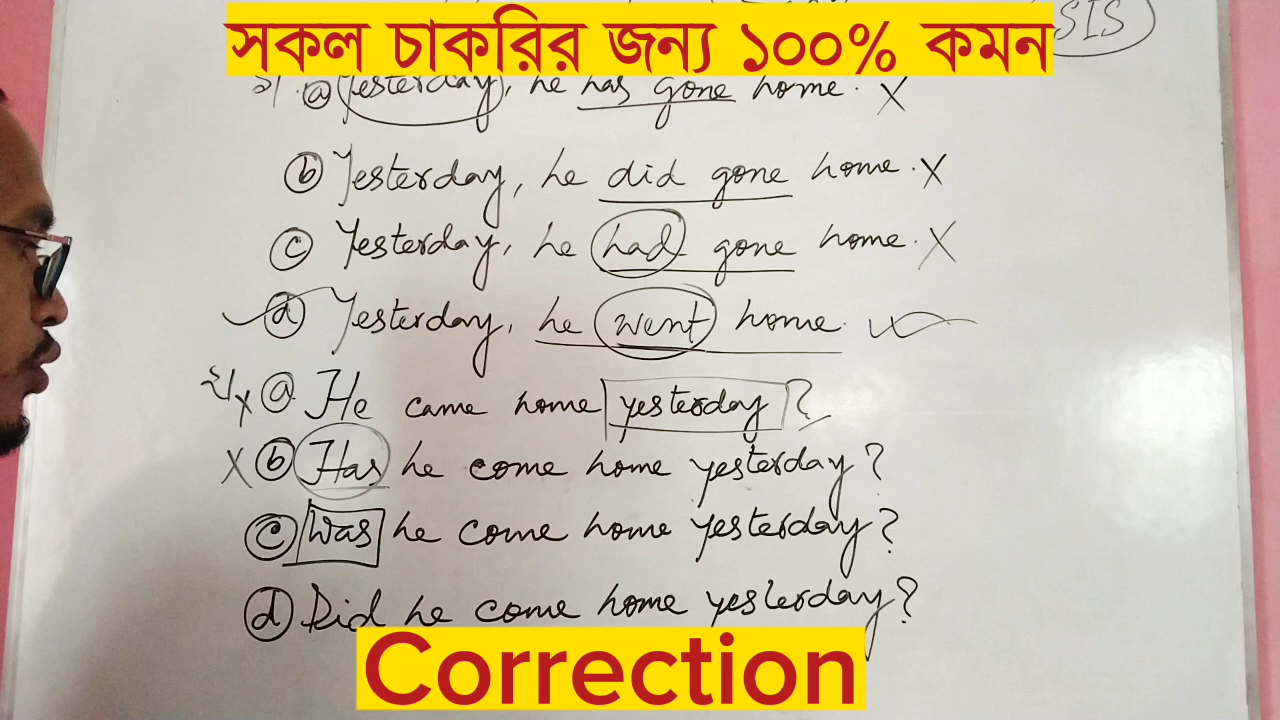 SIS
সকল চাকরির জন্য ১০০% কমন
১। ⓐ Yesterday, he has gone home. X
ⓑ Yesterday, he did gone home. X
ⓒ Yesterday, he had gone home. X
ⓓ Yesterday, he went home.
২। X ⓐ He came home yesterday?
X ⓑ Has he come home yesterday?
ⓒ Was he come home yesterday?
ⓓ Did he come home yesterday?
Correction